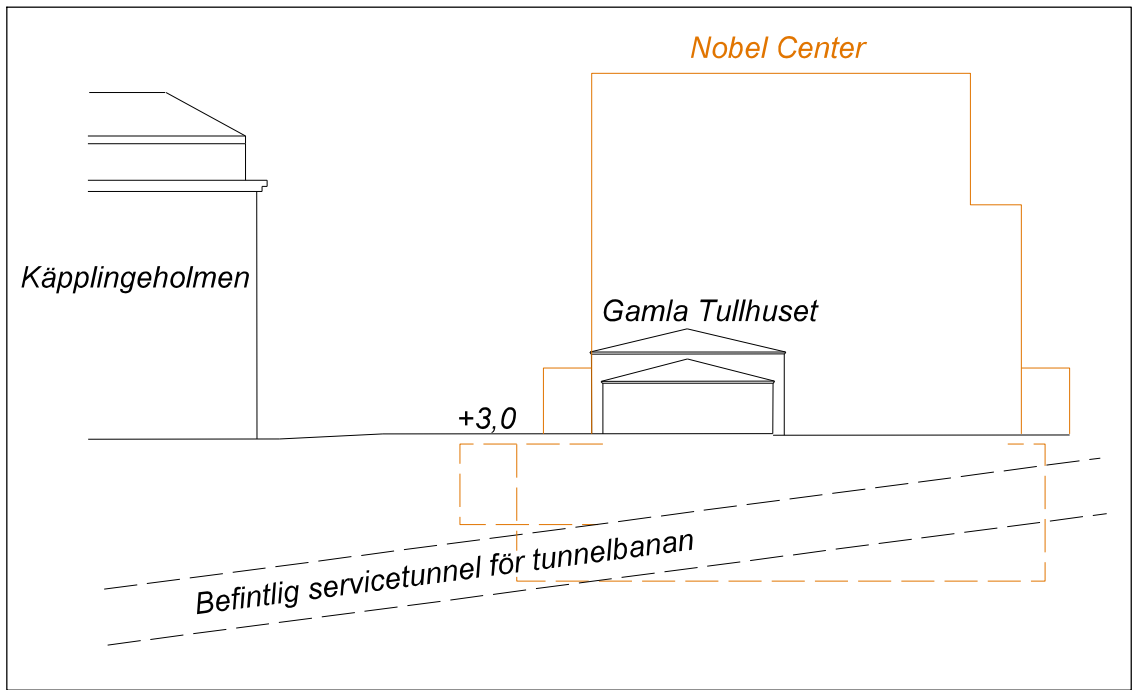 Nobel Center
Käpplingeholmen
Gamla Tullhuset
+3,0
Befintlig servicetunnel för tunnelbanan